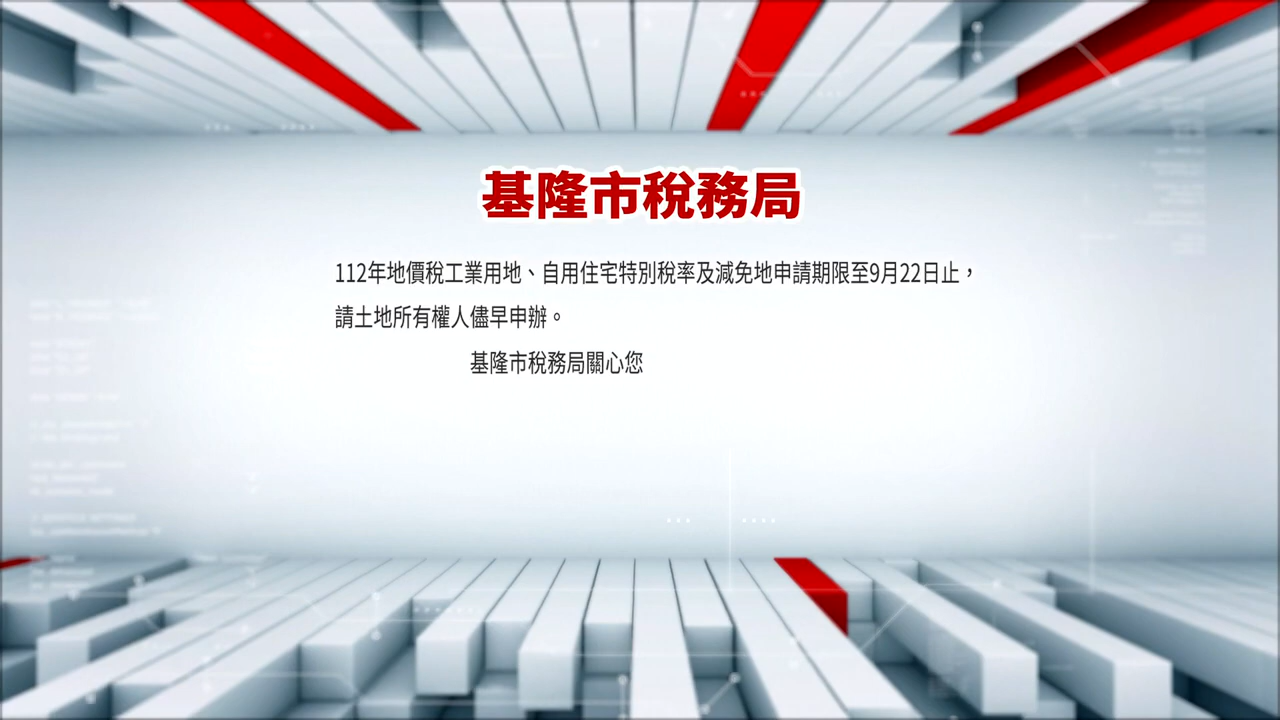 基隆市稅務局
112年地價稅工業用地、自用住宅特別稅率及減免地申請期限至9月22日止，
請土地所有權人儘早申辦。
基隆市稅務局關心您